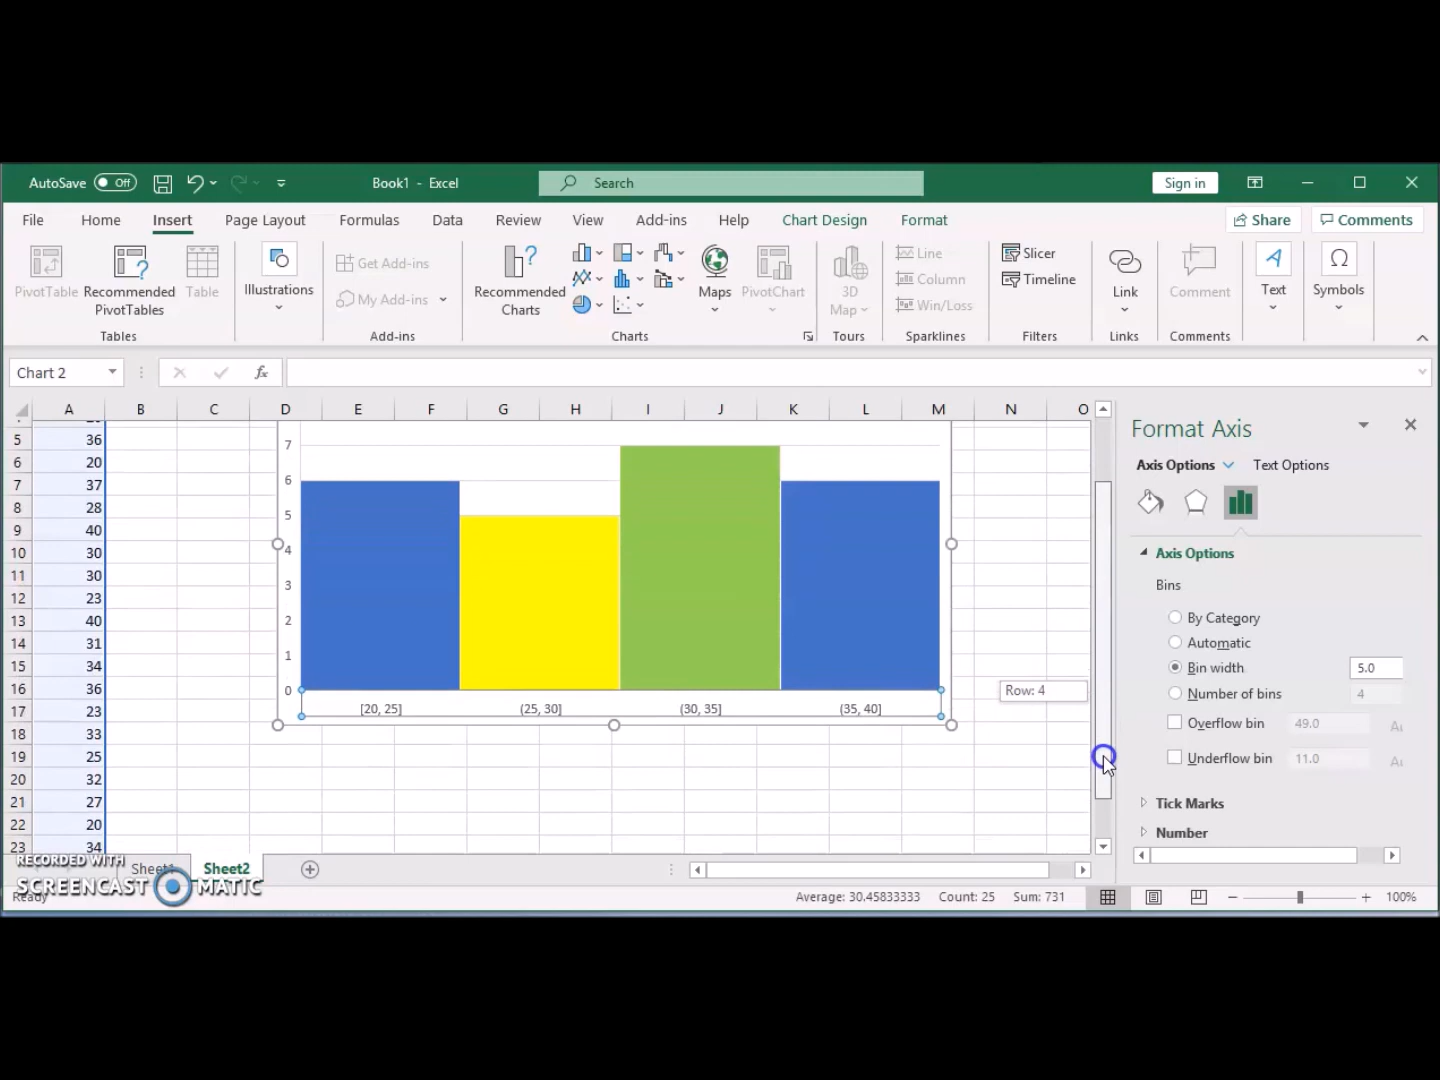 AutoSave Off Book1 - Excel Search Sign in
File Home Insert Page Layout Formulas Data Review View Add-ins Help Chart Design Format Share Comments
PivotTable Recommended PivotTables Table
Tables
Illustrations
Get Add-ins
My Add-ins
Add-ins
Recommended Charts
Maps
PivotChart
Charts
3D Map
Tours
Line
Column
Win/Loss
Sparklines
Slicer
Timeline
Filters
Link
Links
Comment
Comments
Text
Symbols
Chart 2
fx
A B C D E F G H I J K L M N O
5 36
6 20
7 37
8 28
9 40
10 30
11 30
12 23
13 40
14 31
15 34
16 36
17 23
18 33
19 25
20 32
21 27
22 20
23 34
7
6
5
4
3
2
1
0
[20, 25] (25, 30] (30, 35] (35, 40]
Row: 4
Format Axis
Axis Options Text Options
Axis Options
Bins
By Category
Automatic
Bin width 5.0
Number of bins 4
Overflow bin 49.0
Underflow bin 11.0
Tick Marks
Number
RECORDED WITH
SCREENCAST MATIC
Sheet1 Sheet2
Ready Average: 30.45833333 Count: 25 Sum: 731 100%